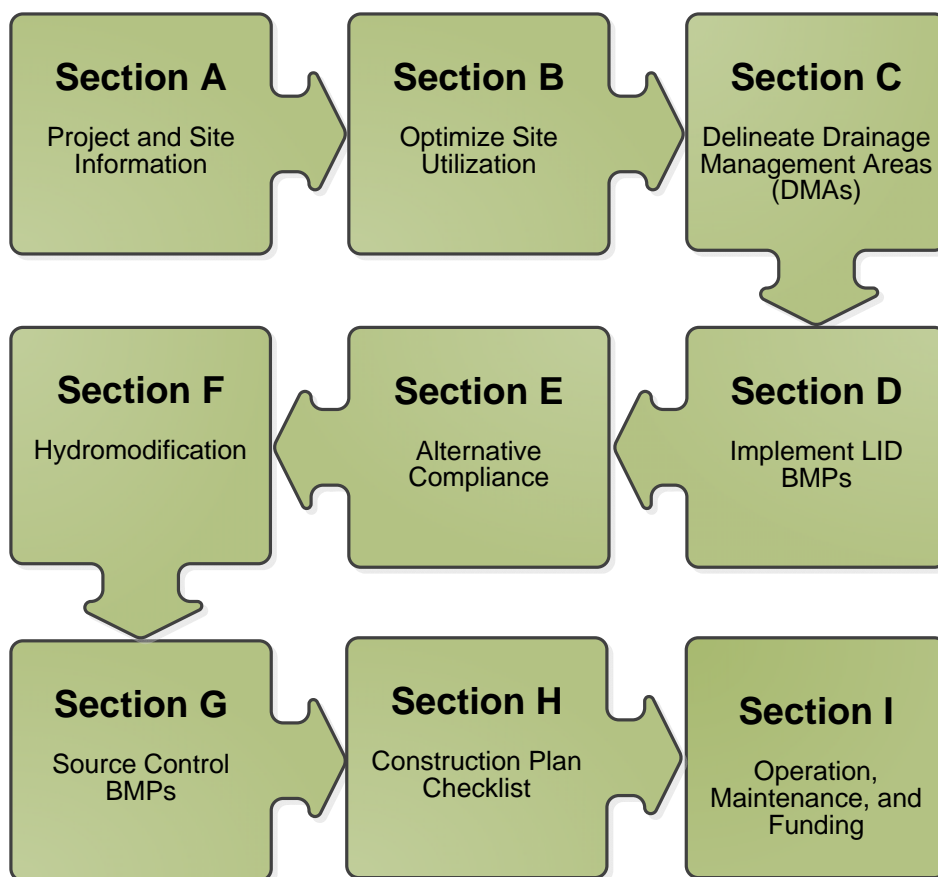 Section A
Project and Site
Information
Section B
Optimize Site
Utilization
Section C
Delineate Drainage
Management Areas
(DMAs)
Section D
Implement LID
BMPs
Section E
Alternative
Compliance
Section F
Hydromodification
Section G
Source Control
BMPs
Section H
Construction Plan
Checklist
Section I
Operation,
Maintenance, and
Funding